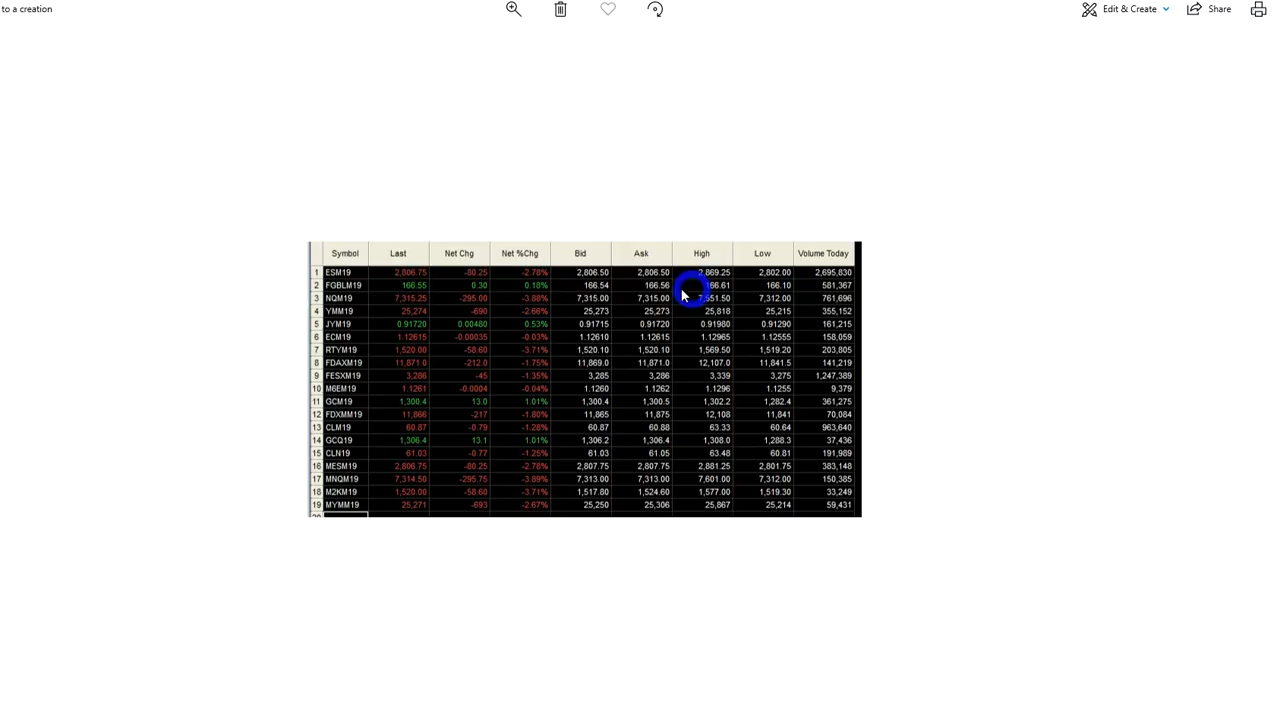 to a creation
Edit & Create
Share
Symbol Last Net Chg Net %Chg Bid Ask High Low Volume Today
1 ESM19 2,806.75 -80.25 -2.78% 2,806.50 2,806.50 2,869.25 2,802.00 2,695,830
2 FGBLM19 166.55 0.30 0.18% 166.54 166.56 166.61 166.10 581,367
3 NQM19 7,315.25 -295.00 -3.88% 7,315.00 7,315.00 7,551.50 7,312.00 761,696
4 YMM19 25,274 -690 -2.66% 25,273 25,273 25,818 25,215 355,152
5 JYM19 0.91720 0.00480 0.53% 0.91715 0.91720 0.91980 0.91290 161,215
6 ECM19 1.12615 -0.00035 -0.03% 1.12610 1.12615 1.12965 1.12555 158,059
7 RTYM19 1,520.00 -58.60 -3.71% 1,520.10 1,520.10 1,569.50 1,519.20 203,805
8 FDAXM19 11,871.0 -212.0 -1.75% 11,869.0 11,871.0 12,107.0 11,841.5 141,219
9 FESXM19 3,286 -45 -1.35% 3,285 3,286 3,339 3,275 1,247,389
10 M6EM19 1.1261 -0.0004 -0.04% 1.1260 1.1262 1.1296 1.1255 9,379
11 GCM19 1,300.4 13.0 1.01% 1,300.4 1,300.5 1,302.2 1,282.4 361,275
12 FDXMM19 11,866 -217 -1.80% 11,865 11,875 12,108 11,841 70,084
13 CLM19 60.87 -0.79 -1.28% 60.87 60.88 63.33 60.64 963,640
14 GCQ19 1,306.4 13.1 1.01% 1,306.2 1,306.4 1,308.0 1,288.3 37,436
15 CLN19 61.03 -0.77 -1.25% 61.03 61.05 63.48 60.81 191,989
16 MESM19 2,806.75 -80.25 -2.78% 2,807.75 2,807.75 2,881.25 2,801.75 383,148
17 MNQM19 7,314.50 -295.75 -3.89% 7,313.00 7,313.00 7,601.00 7,312.00 150,385
18 M2KM19 1,520.00 -58.60 -3.71% 1,517.80 1,524.60 1,577.00 1,519.30 33,249
19 MYMM19 25,271 -693 -2.67% 25,250 25,306 25,867 25,214 59,431